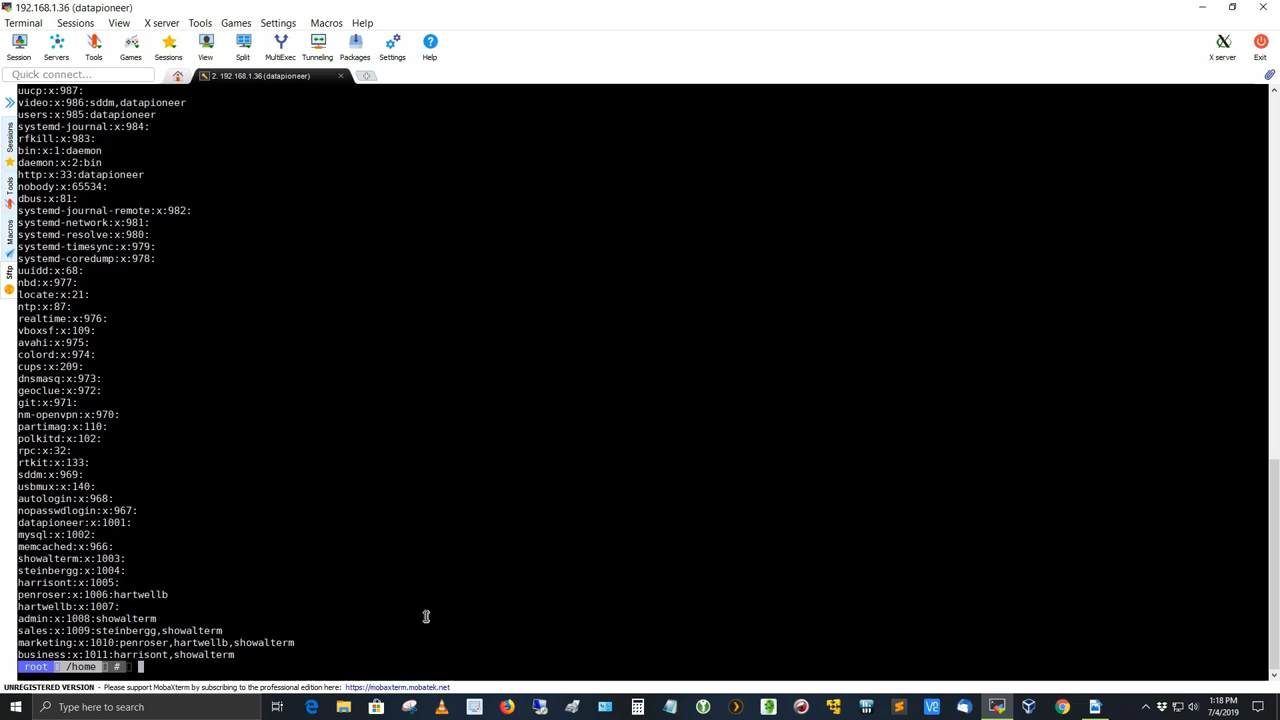 192.168.1.36 (datapioneer)
Terminal Sessions View X server Tools Games Settings Macros Help
Session Servers Tools Games Sessions View Split MultiExec Tunneling Packages Settings Help X server Exit
Quick connect... 2. 192.168.1.36 (datapioneer)
Sessions
Tools
Macros
Sftp
uucp:x:987:
video:x:986:sddm,datapioneer
users:x:985:datapioneer
systemd-journal:x:984:
rfkill:x:983:
bin:x:1:daemon
daemon:x:2:bin
http:x:33:datapioneer
nobody:x:65534:
dbus:x:81:
systemd-journal-remote:x:982:
systemd-network:x:981:
systemd-resolve:x:980:
systemd-timesync:x:979:
systemd-coredump:x:978:
uuidd:x:68:
nbd:x:977:
locate:x:21:
ntp:x:87:
realtime:x:976:
vboxsf:x:109:
avahi:x:975:
colord:x:974:
cups:x:209:
dnsmasq:x:973:
geoclue:x:972:
git:x:971:
nm-openvpn:x:970:
partimag:x:110:
polkitd:x:102:
rpc:x:32:
rtkit:x:133:
sddm:x:969:
usbmux:x:140:
autologin:x:968:
nopasswdlogin:x:967:
datapioneer:x:1001:
mysql:x:1002:
memcached:x:966:
showalterm:x:1003:
steinbergg:x:1004:
harrisont:x:1005:
penroser:x:1006:hartwellb
hartwellb:x:1007:
admin:x:1008:showalterm
sales:x:1009:steinbergg,showalterm
marketing:x:1010:penroser,hartwellb,showalterm
business:x:1011:harrisont,showalterm
root /home #
UNREGISTERED VERSION - Please support MobaXterm by subscribing to the professional edition here: https://mobaxterm.mobatek.net
Type here to search
1:18 PM
7/4/2019